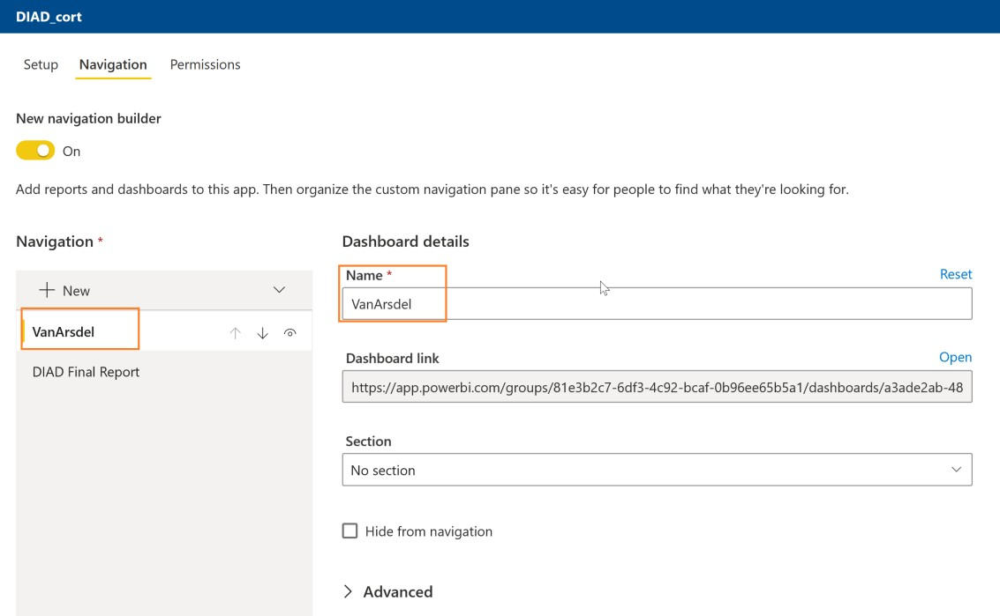 DIAD_cort
Setup Navigation Permissions
New navigation builder
On
Add reports and dashboards to this app. Then organize the custom navigation pane so it's easy for people to find what they're looking for.
Navigation *
New
VanArsdel
DIAD Final Report
Dashboard details
Name *
Reset
VanArsdel
Dashboard link
Open
https://app.powerbi.com/groups/81e3b2c7-6df3-4c92-bcaf-0b96ee65b5a1/dashboards/a3ade2ab-48
Section
No section
Hide from navigation
Advanced